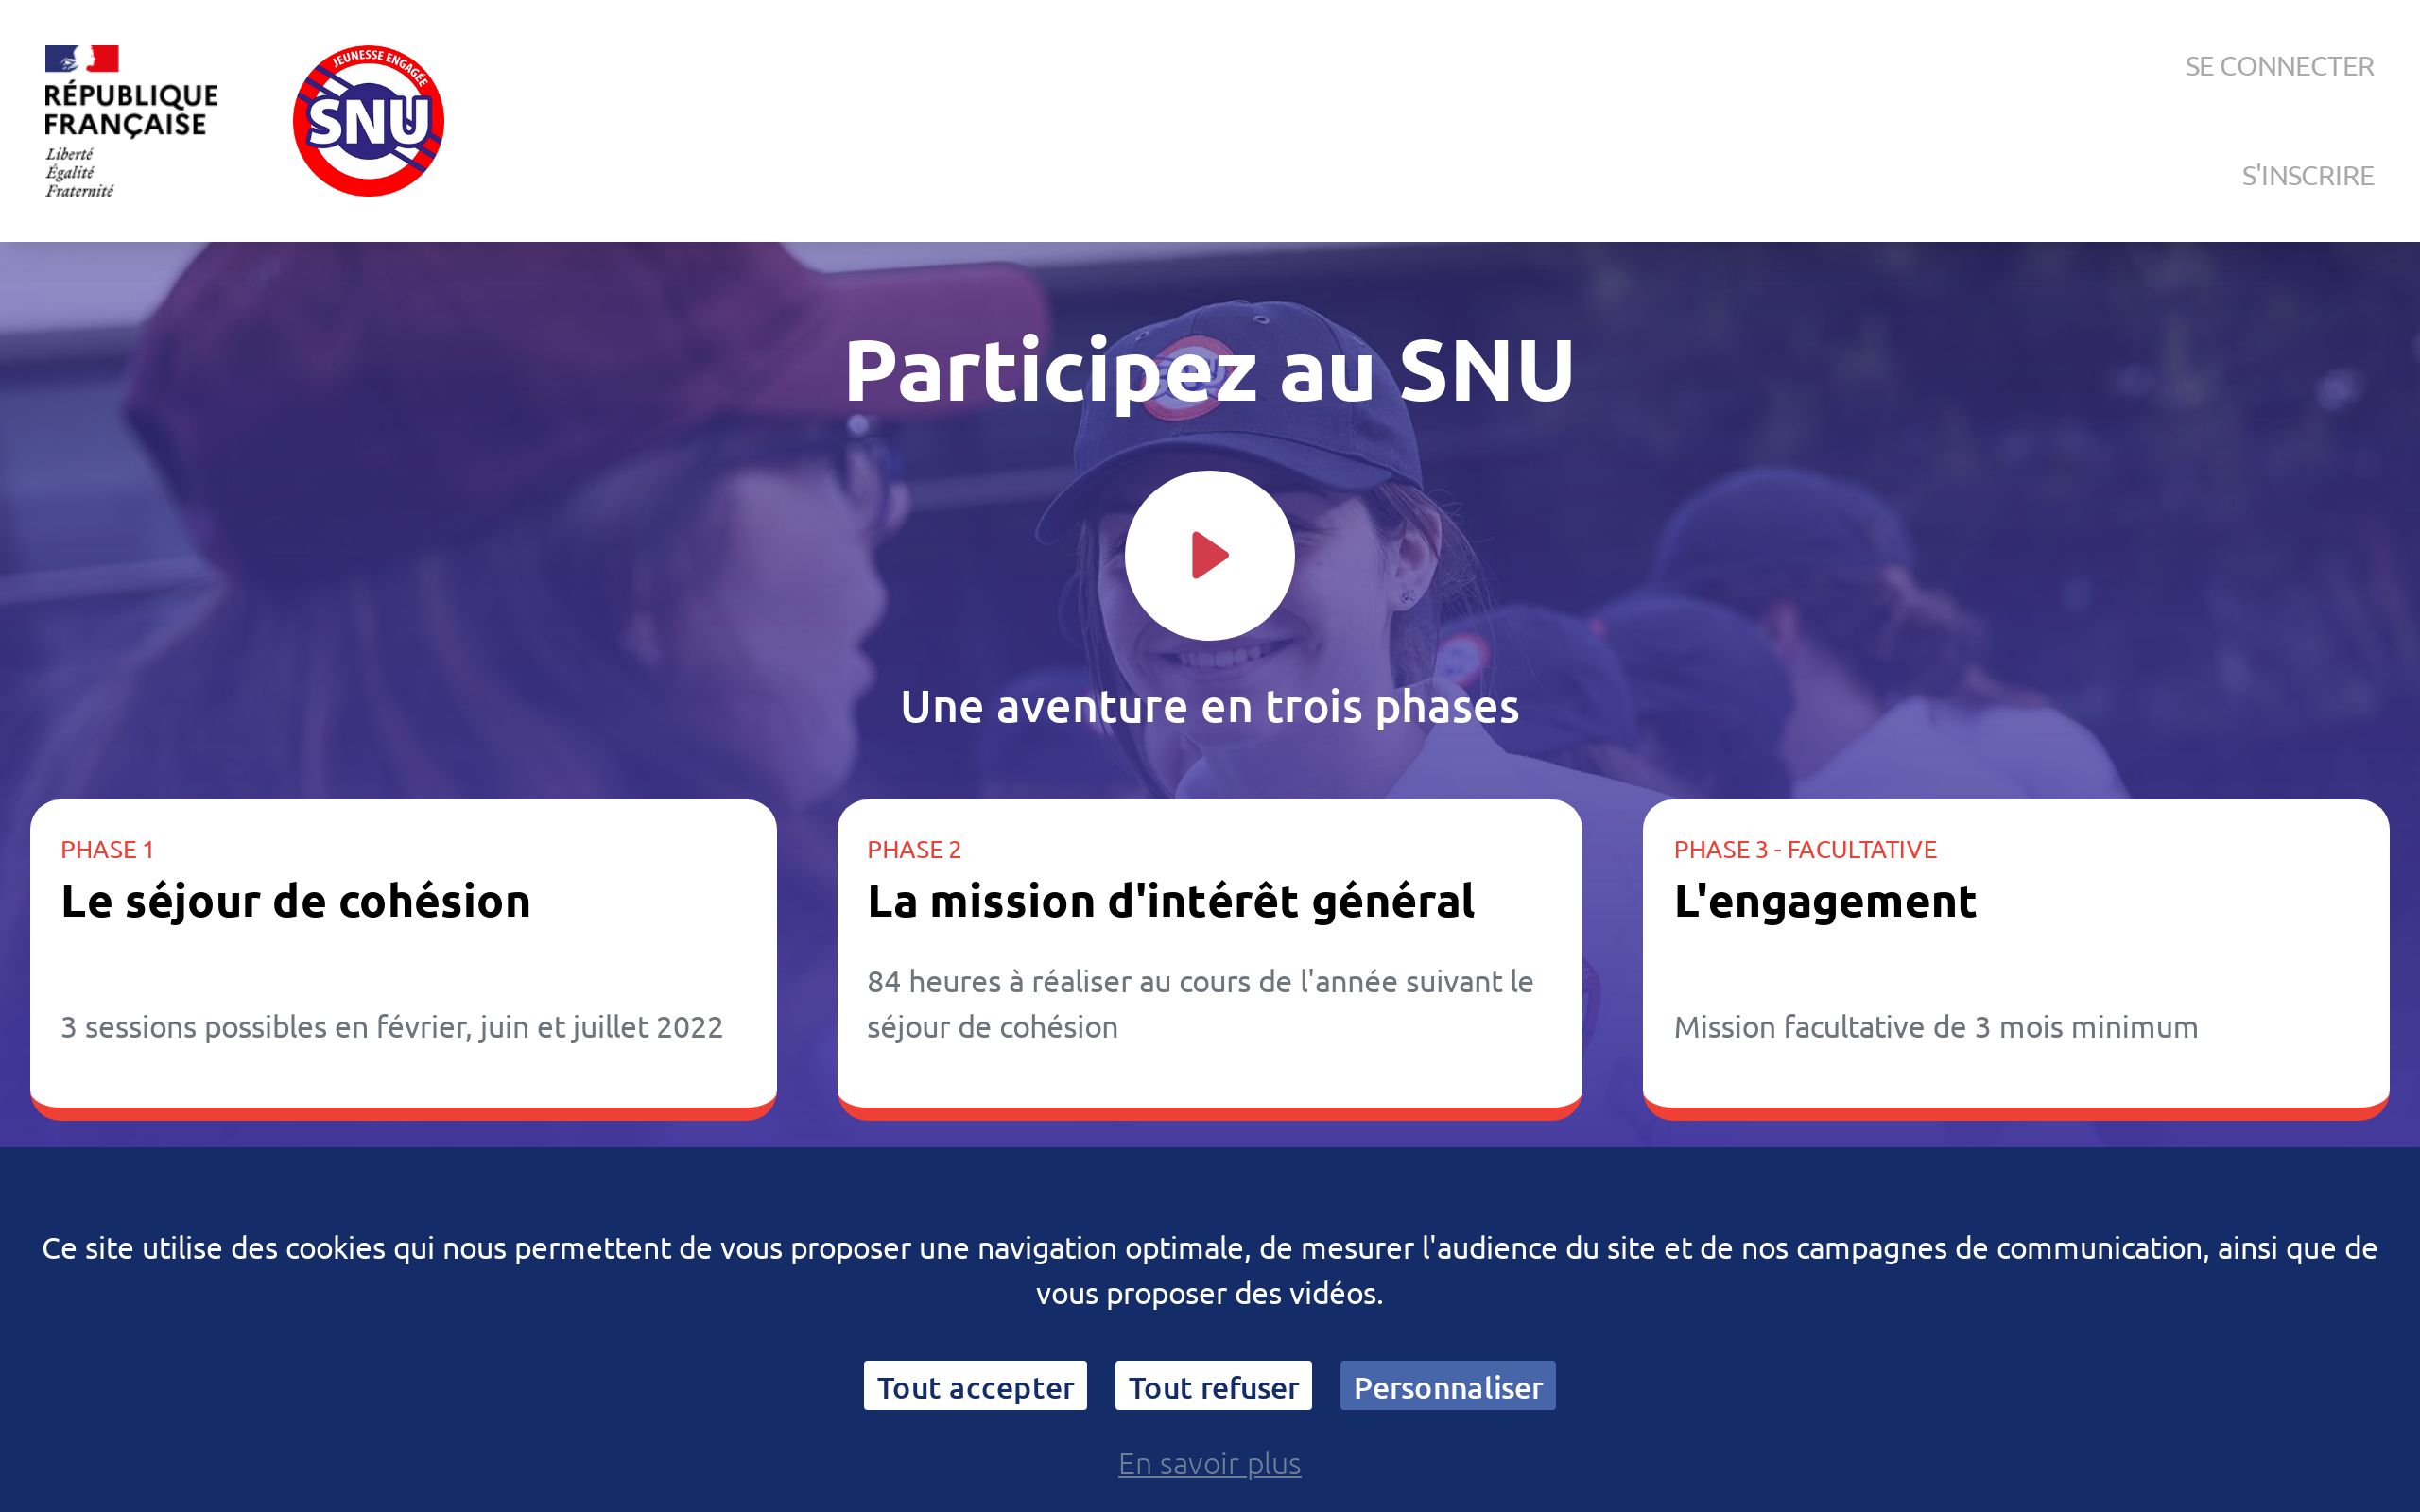 RÉPUBLIQUE
FRANÇAISE
Liberté
Égalité
Fraternité
JEUNESSE ENGAGÉE
SNU
SE CONNECTER
S'INSCRIRE
Participez au SNU
Une aventure en trois phases
PHASE 1
Le séjour de cohésion
3 sessions possibles en février, juin et juillet 2022
PHASE 2
La mission d'intérêt général
84 heures à réaliser au cours de l'année suivant le
séjour de cohésion
PHASE 3 - FACULTATIVE
L'engagement
Mission facultative de 3 mois minimum
Ce site utilise des cookies qui nous permettent de vous proposer une navigation optimale, de mesurer l'audience du site et de nos campagnes de communication, ainsi que de
vous proposer des vidéos.
Tout accepter
Tout refuser
Personnaliser
En savoir plus